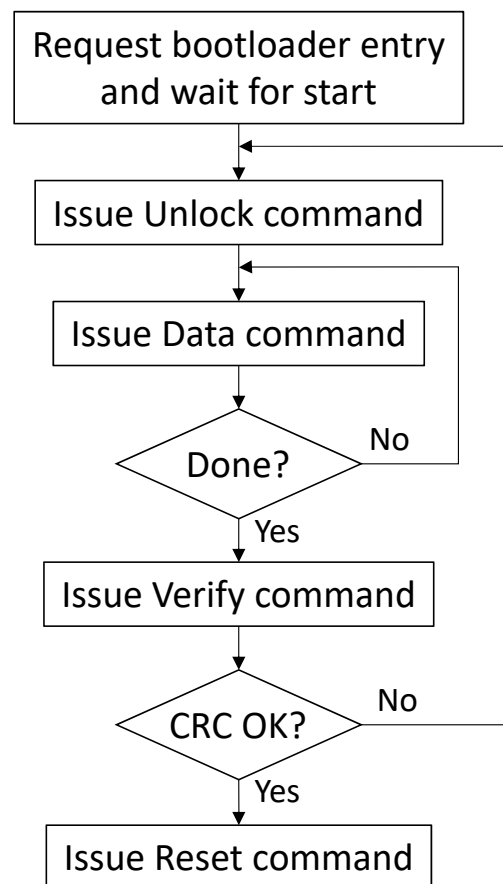 Request bootloader entry
and wait for start
Issue Unlock command
Issue Data command
No
Done?
Yes
Issue Verify command
No
CRC OK?
Yes
Issue Reset command